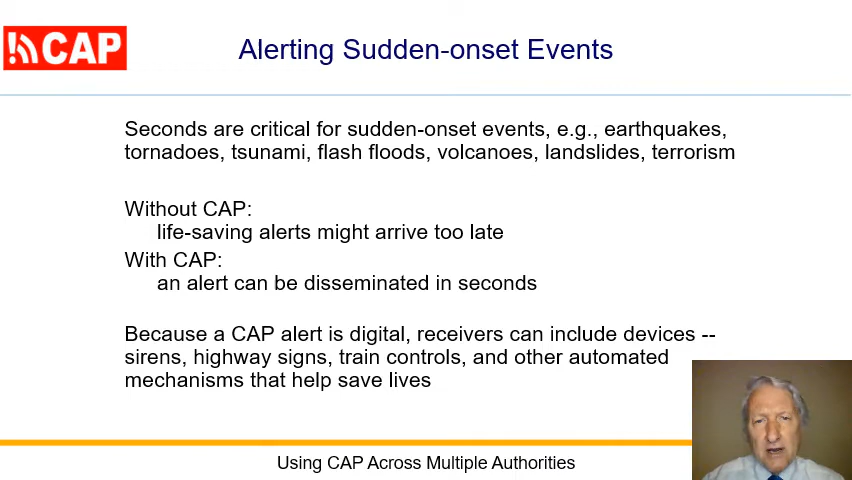 CAP
Alerting Sudden-onset Events
Seconds are critical for sudden-onset events, e.g., earthquakes,
tornadoes, tsunami, flash floods, volcanoes, landslides, terrorism
Without CAP:
life-saving alerts might arrive too late
With CAP:
an alert can be disseminated in seconds
Because a CAP alert is digital, receivers can include devices --
sirens, highway signs, train controls, and other automated
mechanisms that help save lives
Using CAP Across Multiple Authorities